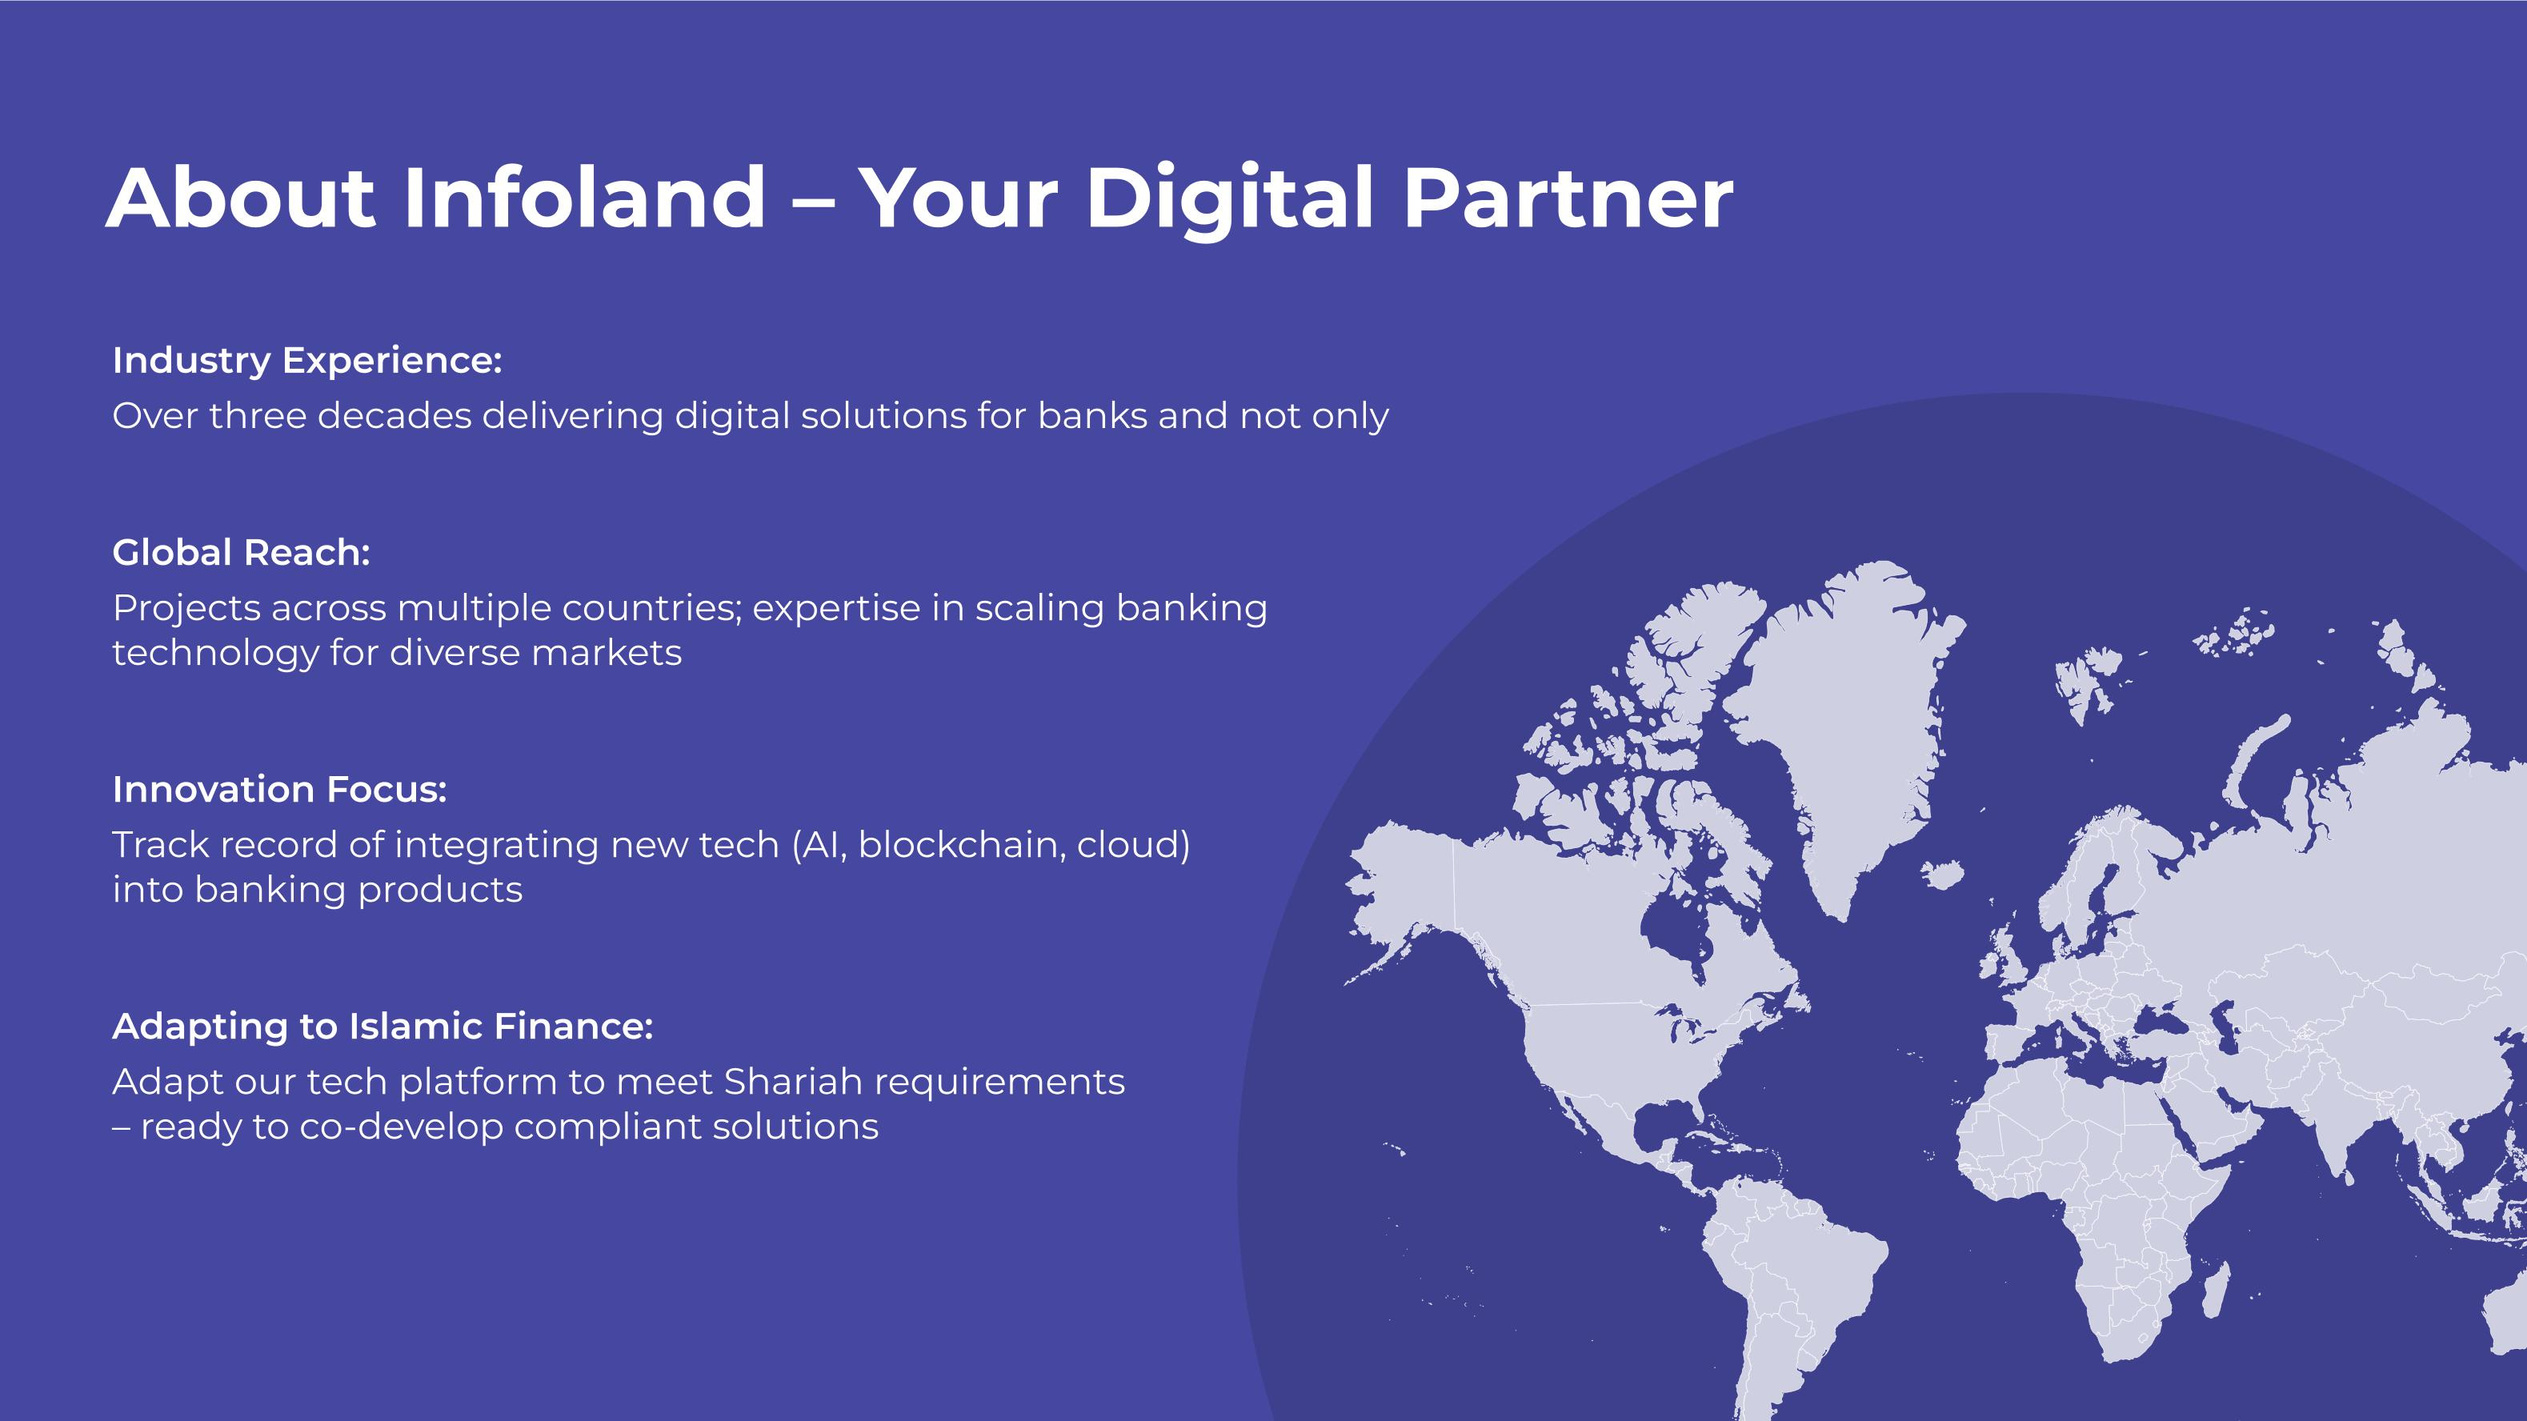 About Infoland – Your Digital Partner
Industry Experience:
Over three decades delivering digital solutions for banks and not only
Global Reach:
Projects across multiple countries; expertise in scaling banking
technology for diverse markets
Innovation Focus:
Track record of integrating new tech (AI, blockchain, cloud)
into banking products
Adapting to Islamic Finance:
Adapt our tech platform to meet Shariah requirements
– ready to co-develop compliant solutions